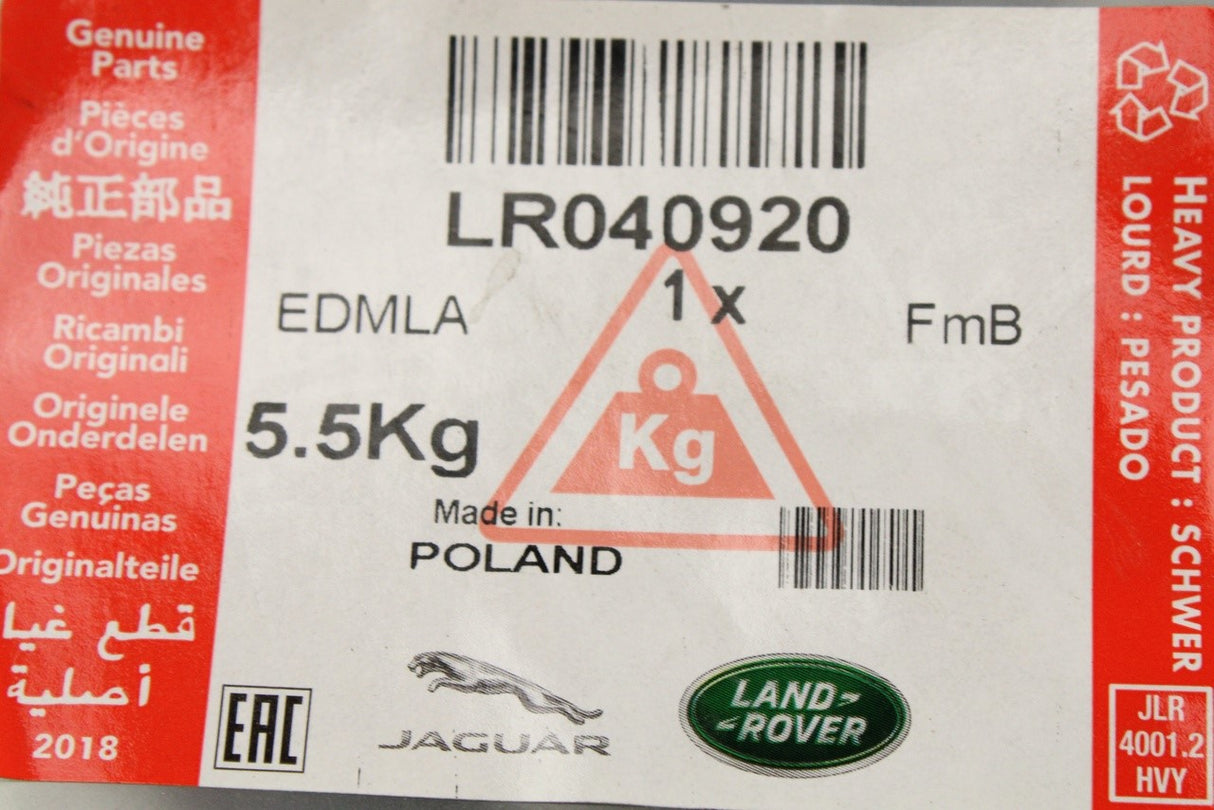 Genuine
Parts
Pièces
d'Origine
純正部品
Piezas
Originales
Ricambi
Originali
Originele
Onderdelen
Peças
Genuinas
Originalteile
قطع غيا
أصلية
2018
LR040920
1 x
EDMLA
FmB
5.5Kg
Kg
Made in:
POLAND
EAC
JAGUAR
LAND
ROVER
HEAVY PRODUCT : SCHWER
LOURD : PESADO
JLR
4001.2
HVY